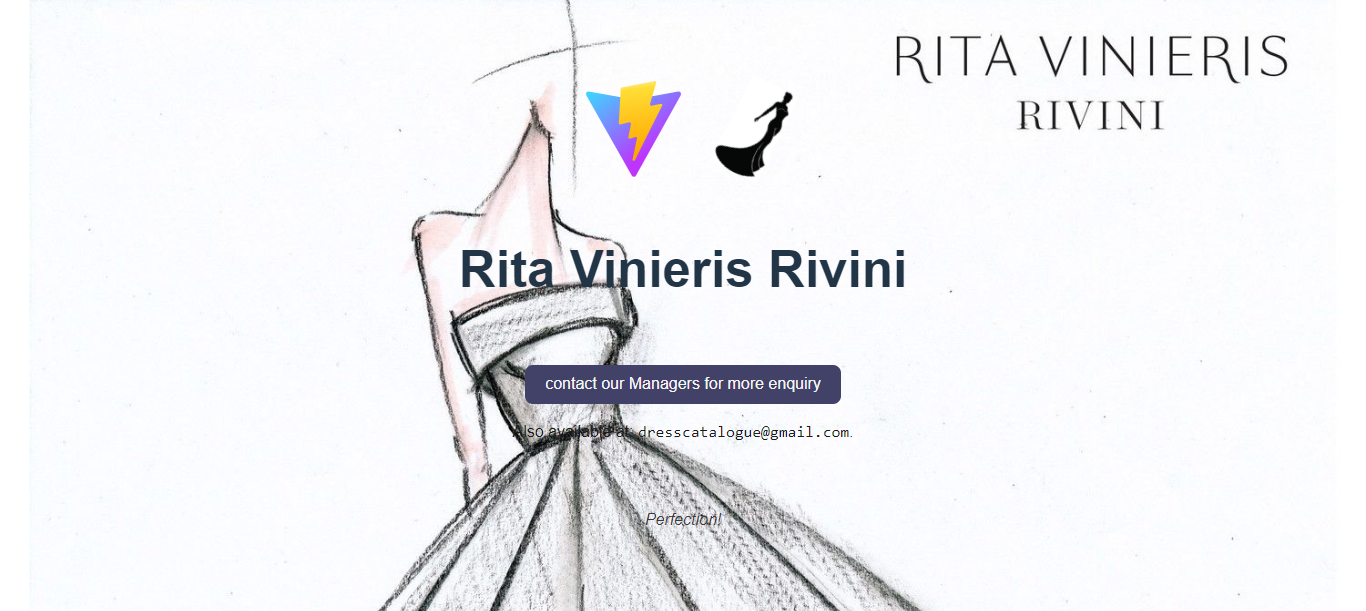 RITA VINIERIS
RIVINI
Rita Vinieris Rivini
contact our Managers for more enquiry
Also available at: dresscatalogue@gmail.com.
Perfection!